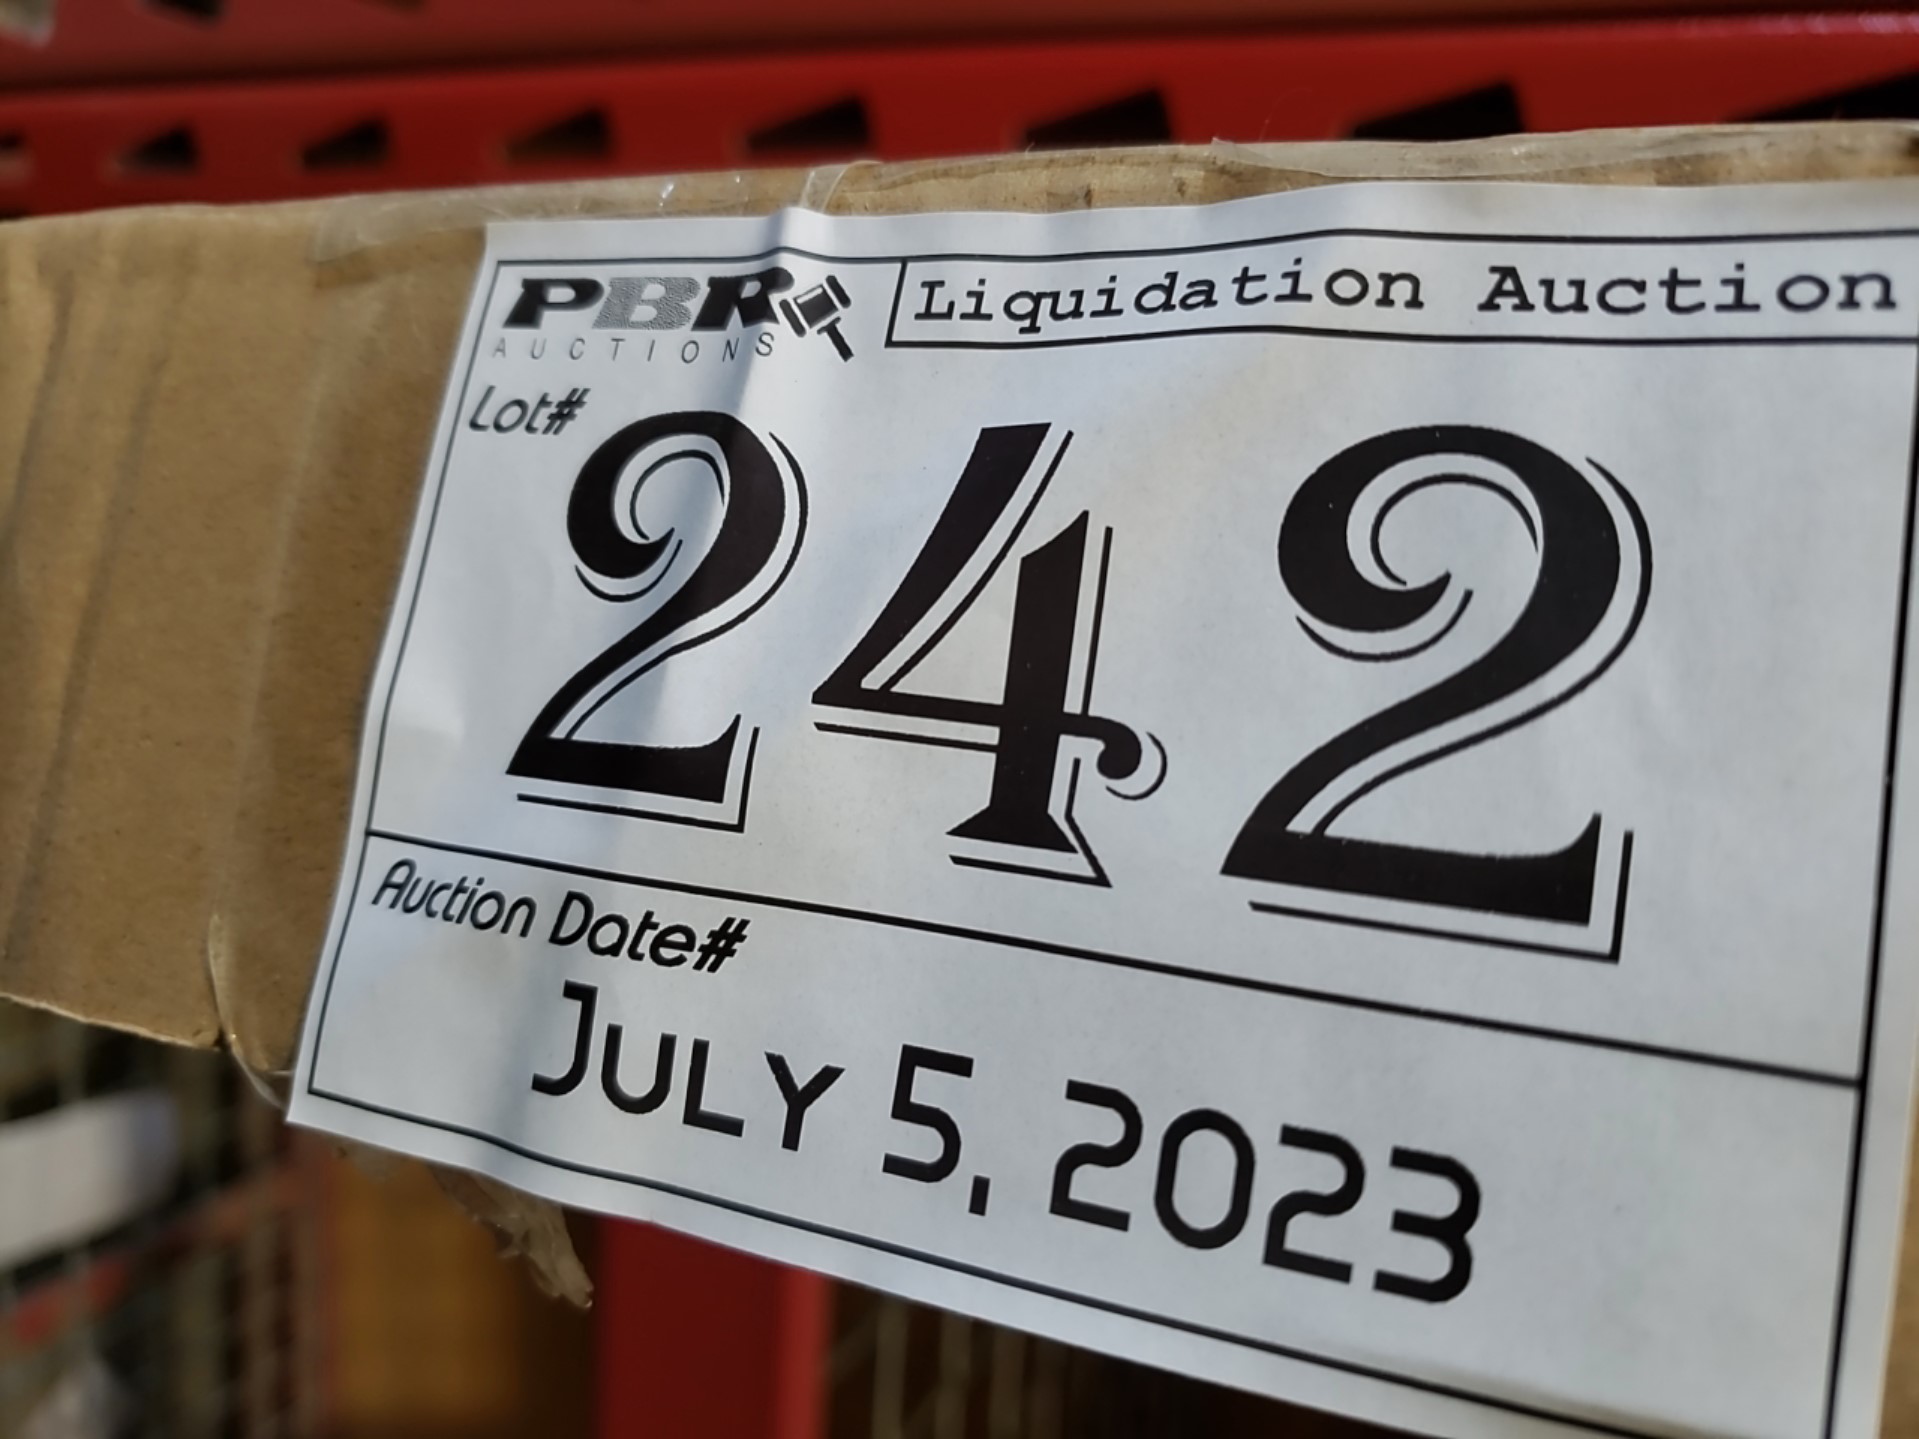 PBR
AUCTIONS
Liquidation Auction
Lot#
242
Auction Date#
JULY 5, 2023